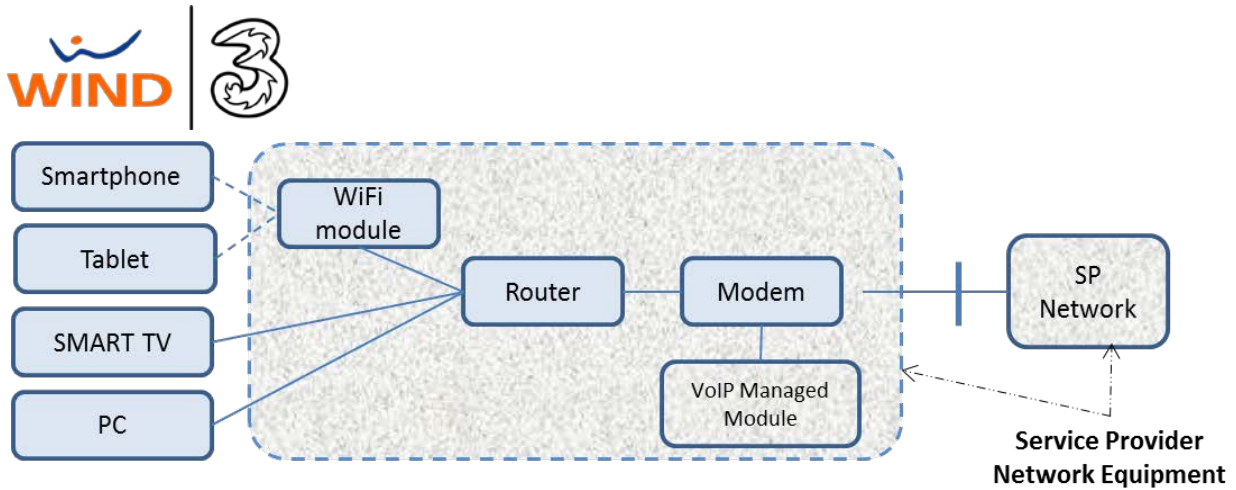 WIND 3
Smartphone
Tablet
SMART TV
PC
WiFi
module
Router
Modem
VoIP Managed
Module
SP
Network
Service Provider
Network Equipment